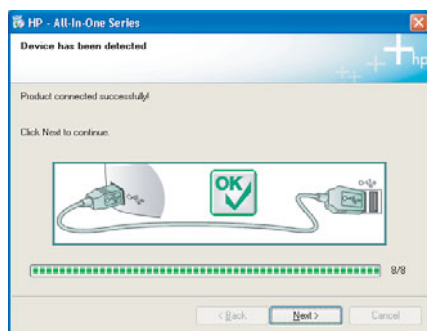 HP - All-In-One Series
Device has been detected
hp
Product connected successfully!
Click Next to continue.
OK
8/8
< Back Next > Cancel